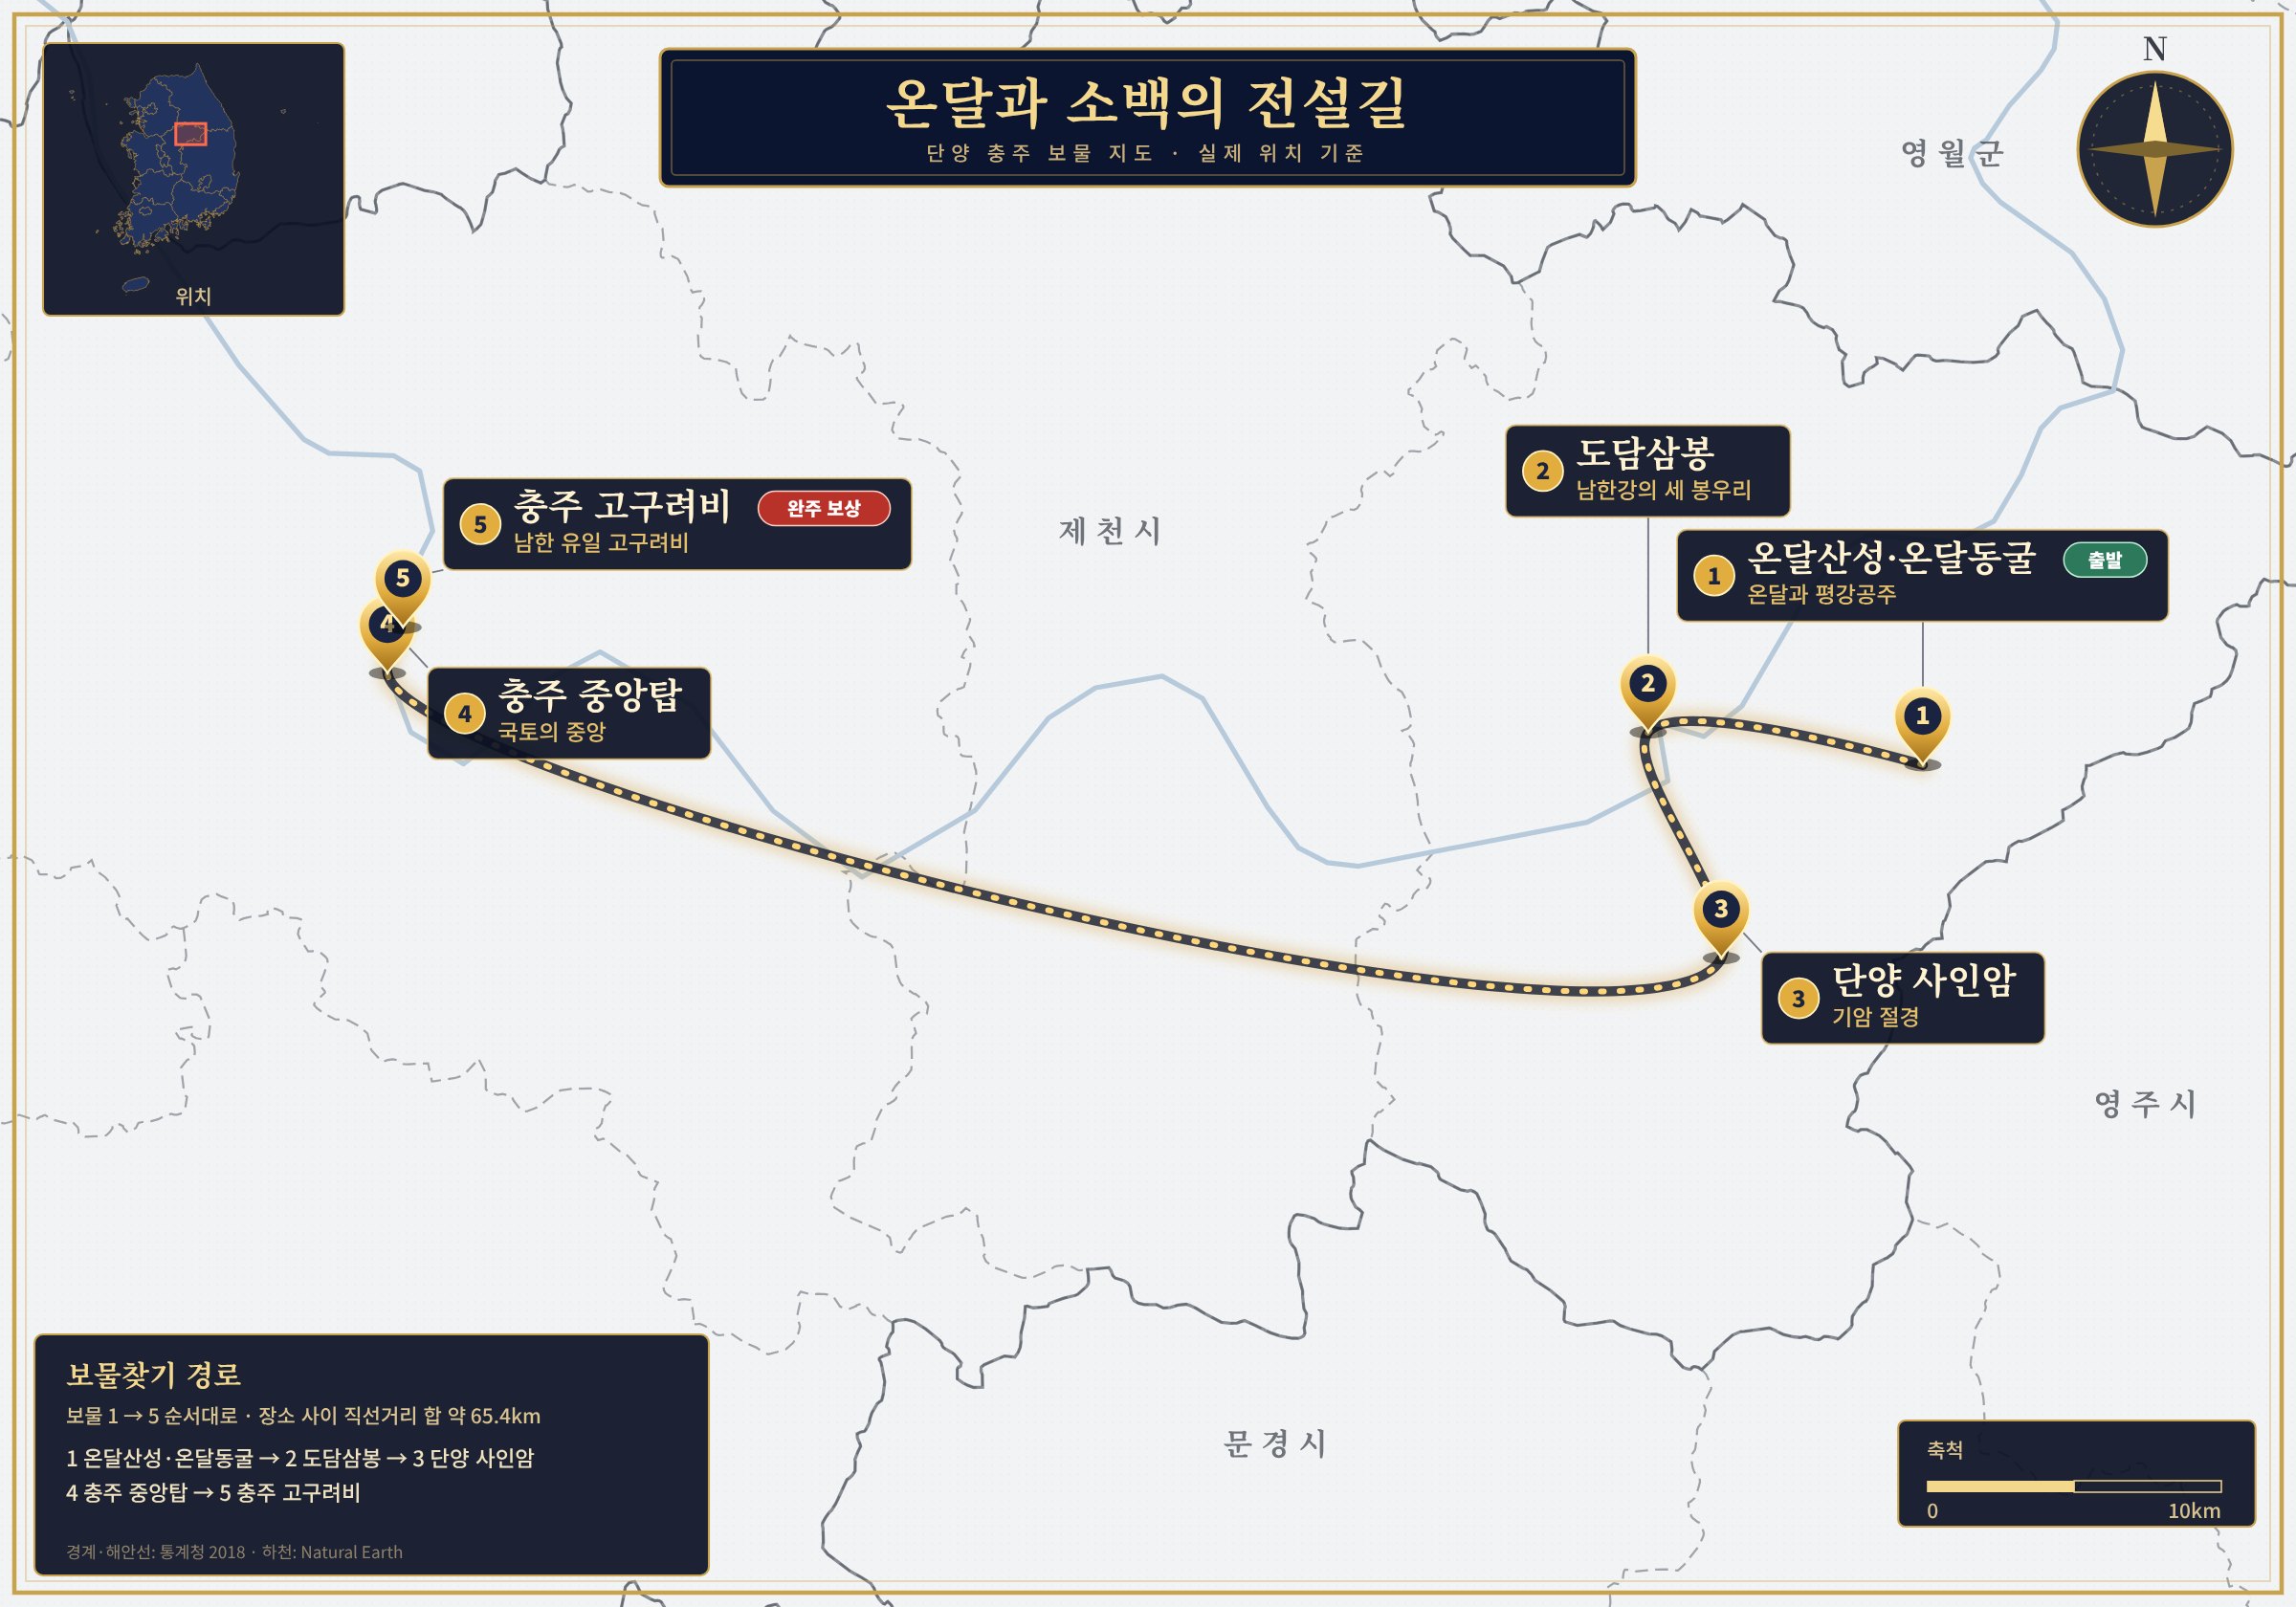 온달과 소백의 전설길
단양 충주 보물 지도 · 실제 위치 기준
위치
N
영월군
2 도담삼봉
남한강의 세 봉우리
5 충주 고구려비 완주 보상
남한 유일 고구려비
제천시
1 온달산성·온달동굴 출발
온달과 평강공주
5
4
4 충주 중앙탑
국토의 중앙
2
1
3
3 단양 사인암
기암 절경
영주시
문경시
보물찾기 경로
보물 1 → 5 순서대로 · 장소 사이 직선거리 합 약 65.4km
1 온달산성·온달동굴 → 2 도담삼봉 → 3 단양 사인암
4 충주 중앙탑 → 5 충주 고구려비
경계·해안선: 통계청 2018 · 하천: Natural Earth
축척
0 10km